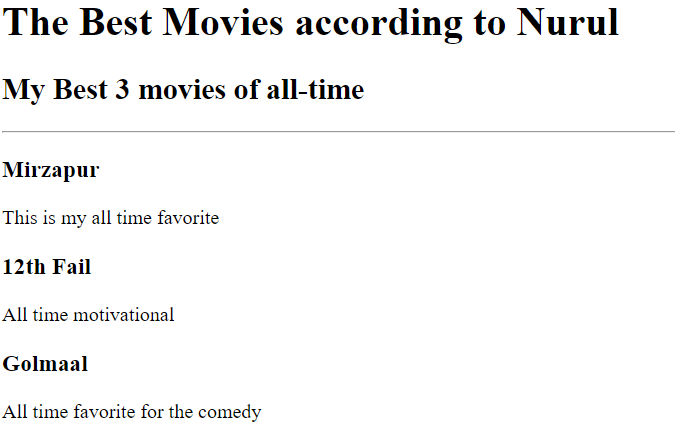 The Best Movies according to Nurul
My Best 3 movies of all-time
Mirzapur
This is my all time favorite
12th Fail
All time motivational
Golmaal
All time favorite for the comedy